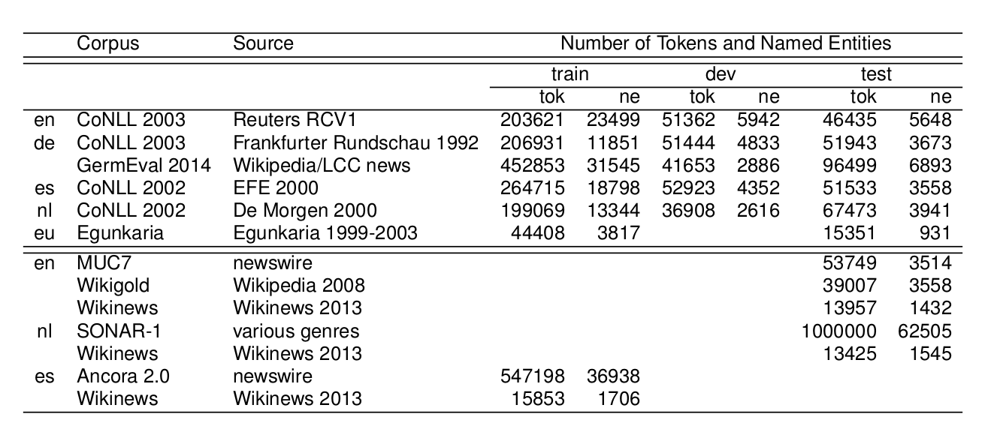 Corpus Source Number of Tokens and Named Entities
train dev test
tok ne tok ne tok ne
en CoNLL 2003 Reuters RCV1 203621 23499 51362 5942 46435 5648
de CoNLL 2003 Frankfurter Rundschau 1992 206931 11851 51444 4833 51943 3673
GermEval 2014 Wikipedia/LCC news 452853 31545 41653 2886 96499 6893
es CoNLL 2002 EFE 2000 264715 18798 52923 4352 51533 3558
nl CoNLL 2002 De Morgen 2000 199069 13344 36908 2616 67473 3941
eu Egunkaria Egunkaria 1999-2003 44408 3817 15351 931
en MUC7 newswire 53749 3514
Wikigold Wikipedia 2008 39007 3558
Wikinews Wikinews 2013 13957 1432
nl SONAR-1 various genres 1000000 62505
Wikinews Wikinews 2013 13425 1545
es Ancora 2.0 newswire 547198 36938
Wikinews Wikinews 2013 15853 1706